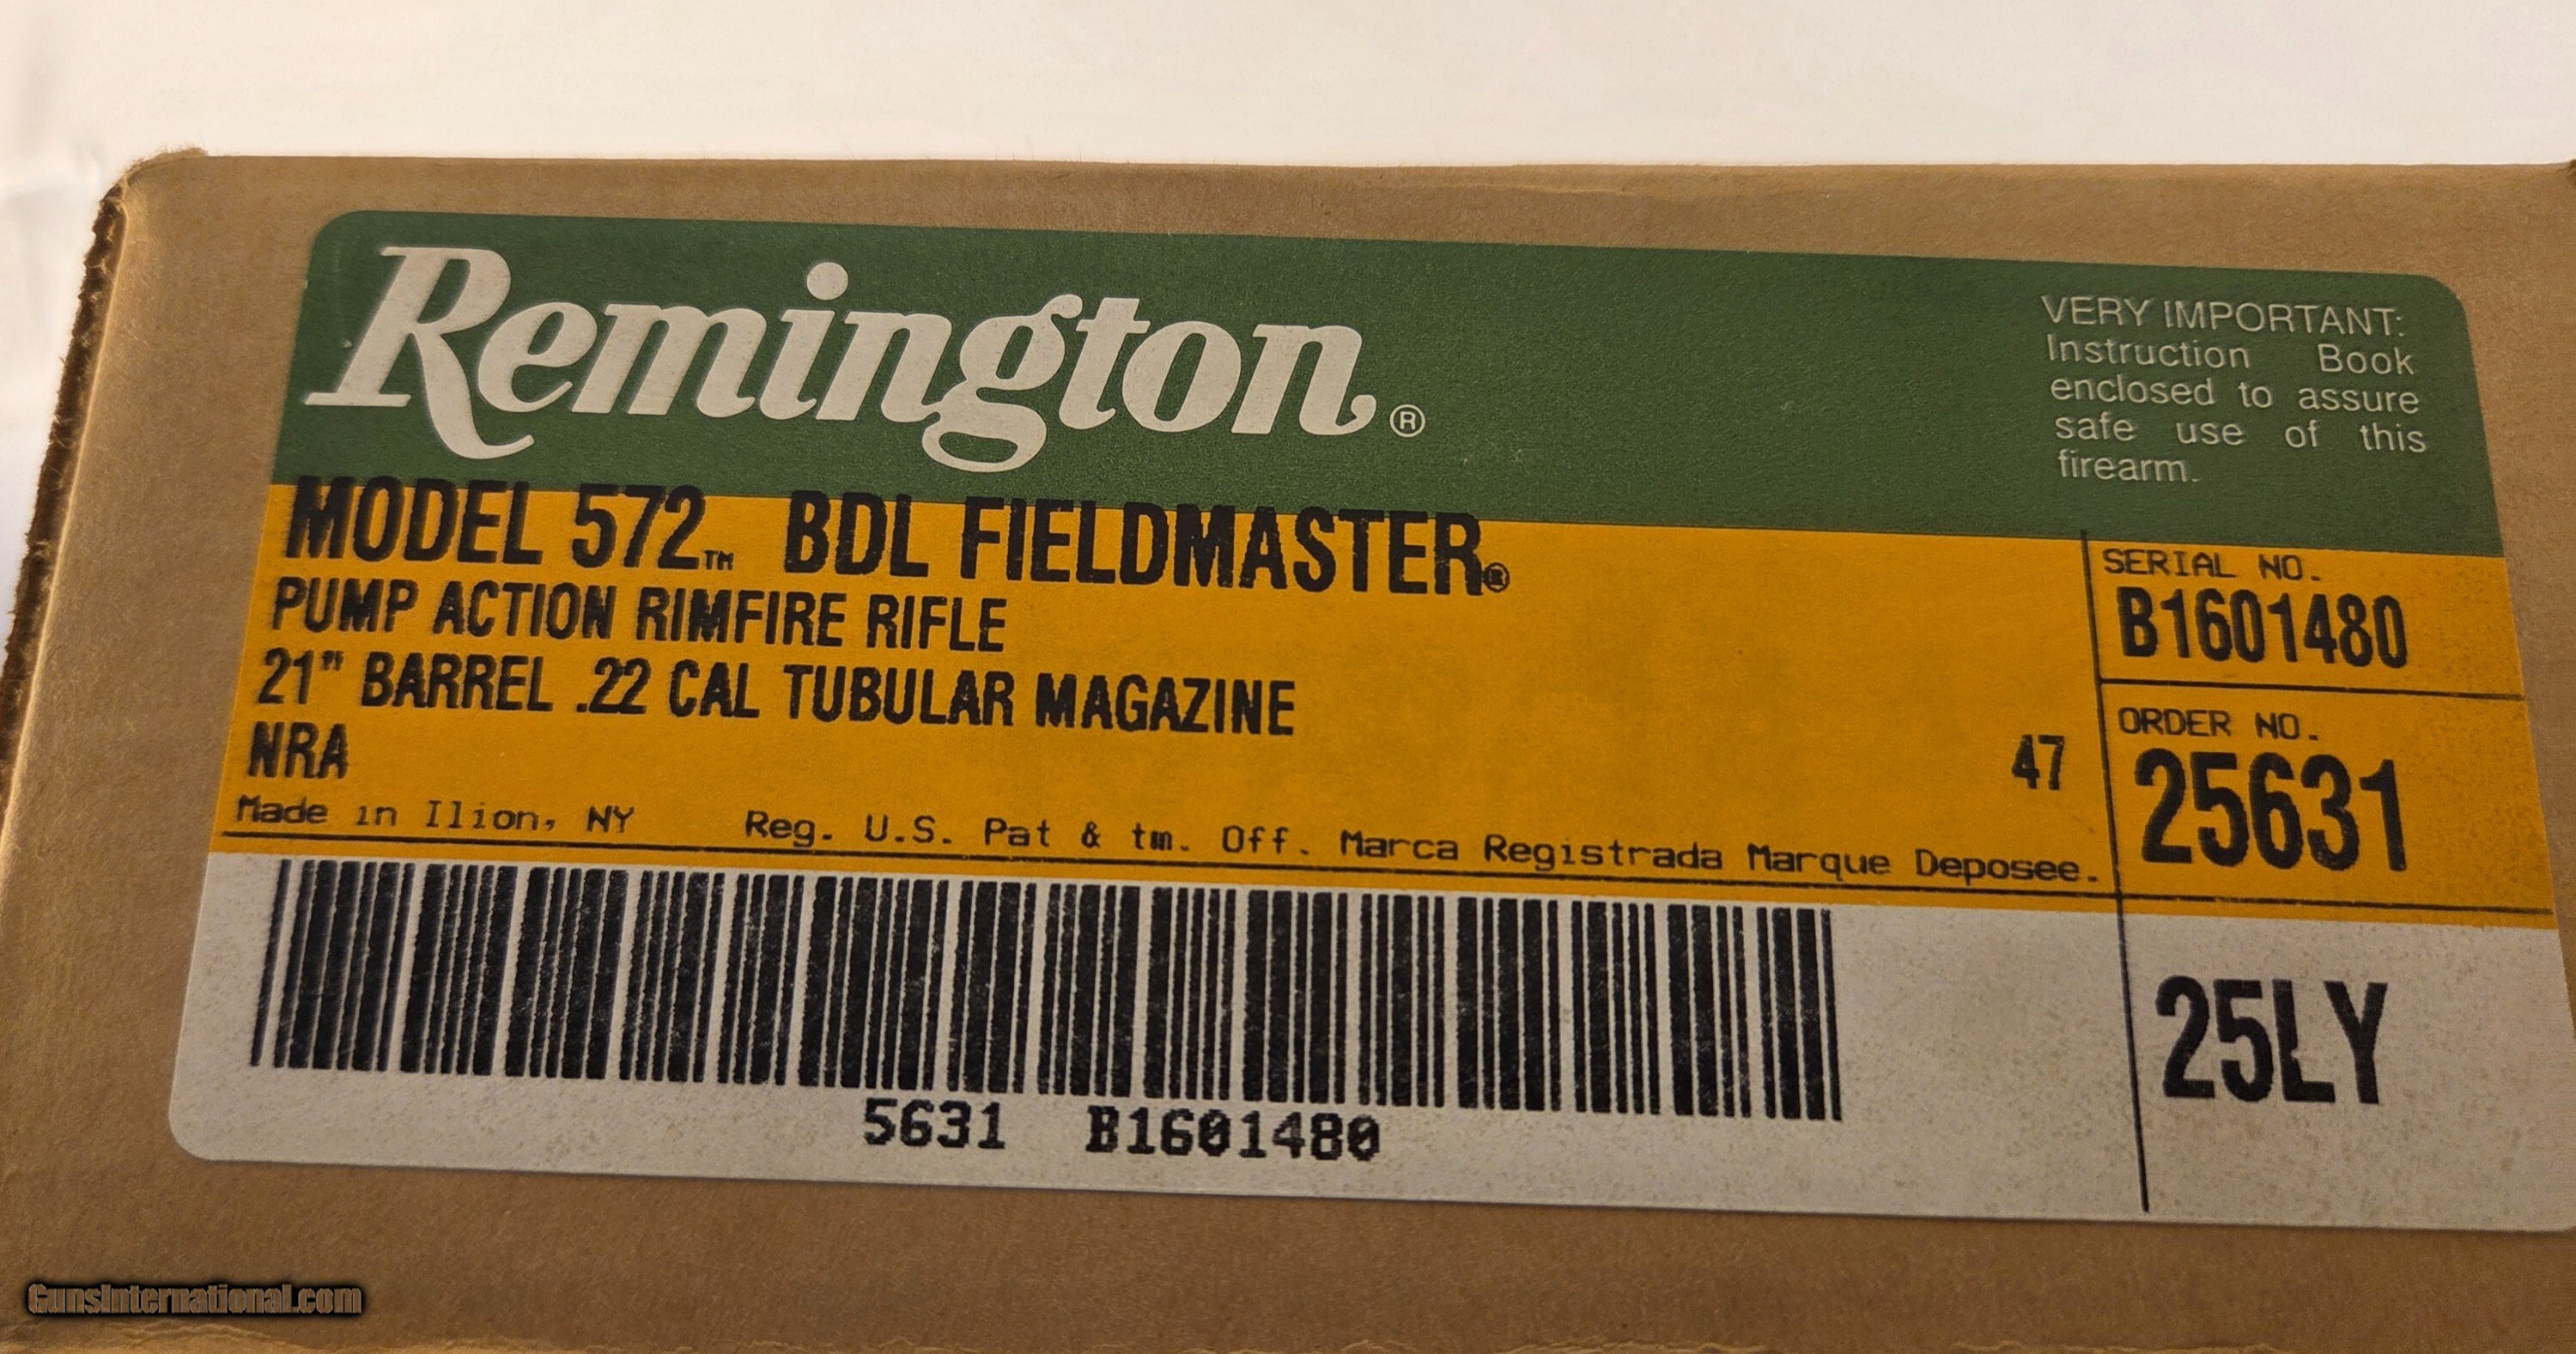 Remington®
VERY IMPORTANT:
Instruction Book
enclosed to assure
safe use of this
firearm.
MODEL 572™ BDL FIELDMASTER®
PUMP ACTION RIMFIRE RIFLE
21" BARREL .22 CAL TUBULAR MAGAZINE
NRA
47
Made in Ilion, NY Reg. U.S. Pat & tm. Off. Marca Registrada Marque Deposee.
SERIAL NO.
B1601480
ORDER NO.
25631
25LY
5631 B1601480
GunsInternational.com